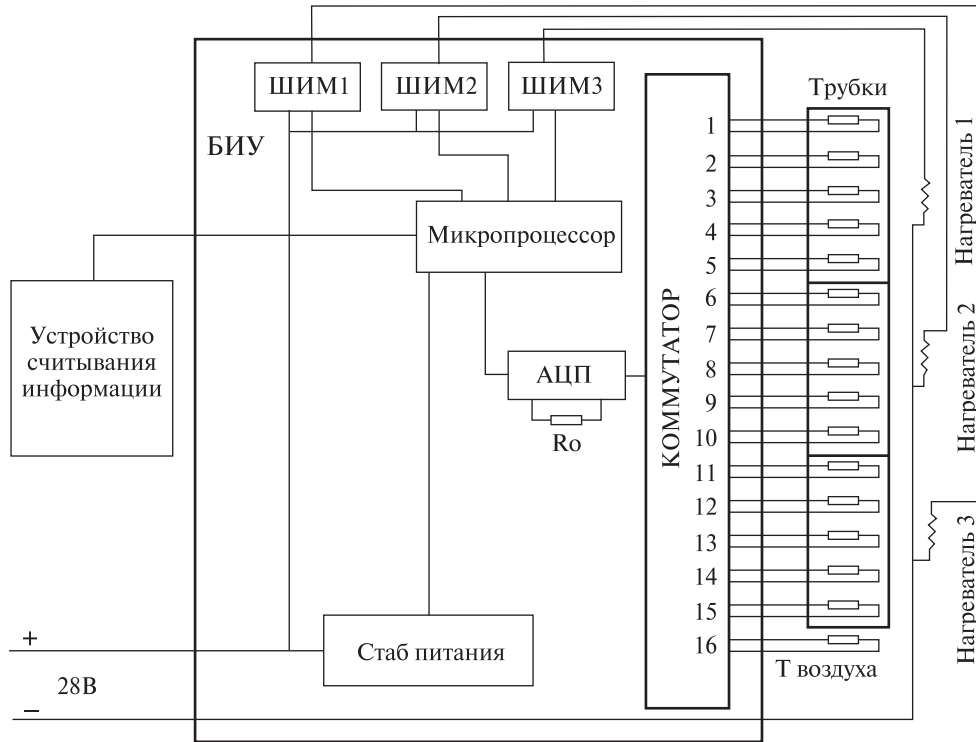 ШИМ1
ШИМ2
ШИМ3
БИУ
Микропроцессор
Устройство
считывания
информации
АЦП
Ro
КОММУТАТОР
1
2
3
4
5
6
7
8
9
10
11
12
13
14
15
16
Трубки
Т воздуха
Нагреватель 1
Нагреватель 2
Нагреватель 3
Стаб питания
+
28В
−